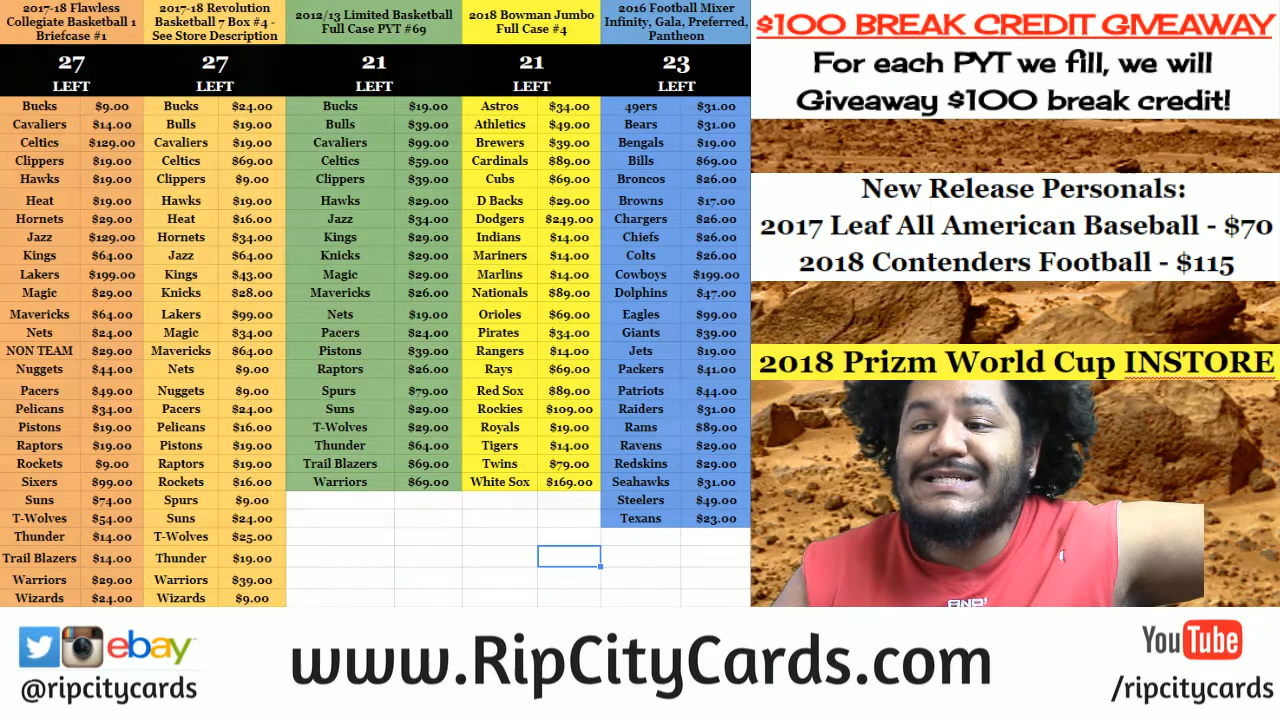 2017-18 Flawless
Collegiate Basketball 1
Briefcase #1
27
LEFT
Bucks $9.00
Cavaliers $14.00
Celtics $129.00
Clippers $19.00
Hawks $19.00
Heat $19.00
Hornets $29.00
Jazz $129.00
Kings $64.00
Lakers $199.00
Magic $29.00
Mavericks $64.00
Nets $24.00
NON TEAM $29.00
Nuggets $44.00
Pacers $49.00
Pelicans $34.00
Pistons $19.00
Raptors $19.00
Rockets $9.00
Sixers $99.00
Suns $74.00
T-Wolves $54.00
Thunder $14.00
Trail Blazers $14.00
Warriors $29.00
Wizards $24.00
2017-18 Revolution
Basketball 7 Box #4 -
See Store Description
27
LEFT
Bucks $24.00
Bulls $19.00
Cavaliers $19.00
Celtics $69.00
Clippers $9.00
Hawks $19.00
Heat $16.00
Hornets $34.00
Jazz $64.00
Kings $43.00
Knicks $28.00
Lakers $99.00
Magic $34.00
Mavericks $64.00
Nets $9.00
Nuggets $9.00
Pacers $24.00
Pelicans $16.00
Pistons $19.00
Raptors $19.00
Rockets $16.00
Spurs $9.00
Suns $24.00
T-Wolves $25.00
Thunder $19.00
Warriors $39.00
Wizards $9.00
2012/13 Limited Basketball
Full Case PYT #69
21
LEFT
Bucks $19.00
Bulls $39.00
Cavaliers $99.00
Celtics $59.00
Clippers $39.00
Hawks $29.00
Jazz $34.00
Kings $29.00
Knicks $29.00
Magic $29.00
Mavericks $26.00
Nets $19.00
Pacers $24.00
Pistons $39.00
Raptors $26.00
Spurs $79.00
Suns $29.00
T-Wolves $29.00
Thunder $64.00
Trail Blazers $69.00
Warriors $69.00
2018 Bowman Jumbo
Full Case #4
21
LEFT
Astros $34.00
Athletics $49.00
Brewers $39.00
Cardinals $89.00
Cubs $69.00
D Backs $29.00
Dodgers $249.00
Indians $14.00
Mariners $14.00
Marlins $14.00
Nationals $89.00
Orioles $69.00
Pirates $34.00
Rangers $14.00
Rays $69.00
Red Sox $89.00
Rockies $109.00
Royals $19.00
Tigers $14.00
Twins $79.00
White Sox $169.00
2016 Football Mixer
Infinity, Gala, Preferred,
Pantheon
23
LEFT
49ers $31.00
Bears $31.00
Bengals $19.00
Bills $69.00
Broncos $26.00
Browns $17.00
Chargers $26.00
Chiefs $26.00
Colts $26.00
Cowboys $199.00
Dolphins $47.00
Eagles $99.00
Giants $39.00
Jets $19.00
Packers $41.00
Patriots $44.00
Raiders $31.00
Rams $89.00
Ravens $29.00
Redskins $29.00
Seahawks $31.00
Steelers $49.00
Texans $23.00
$100 BREAK CREDIT GIVEAWAY
For each PYT we fill, we will
Giveaway $100 break credit!
New Release Personals:
2017 Leaf All American Baseball - $70
2018 Contenders Football - $115
2018 Prizm World Cup INSTORE
AND1
ebay
@ripcitycards
www.RipCityCards.com
YouTube
/ripcitycards